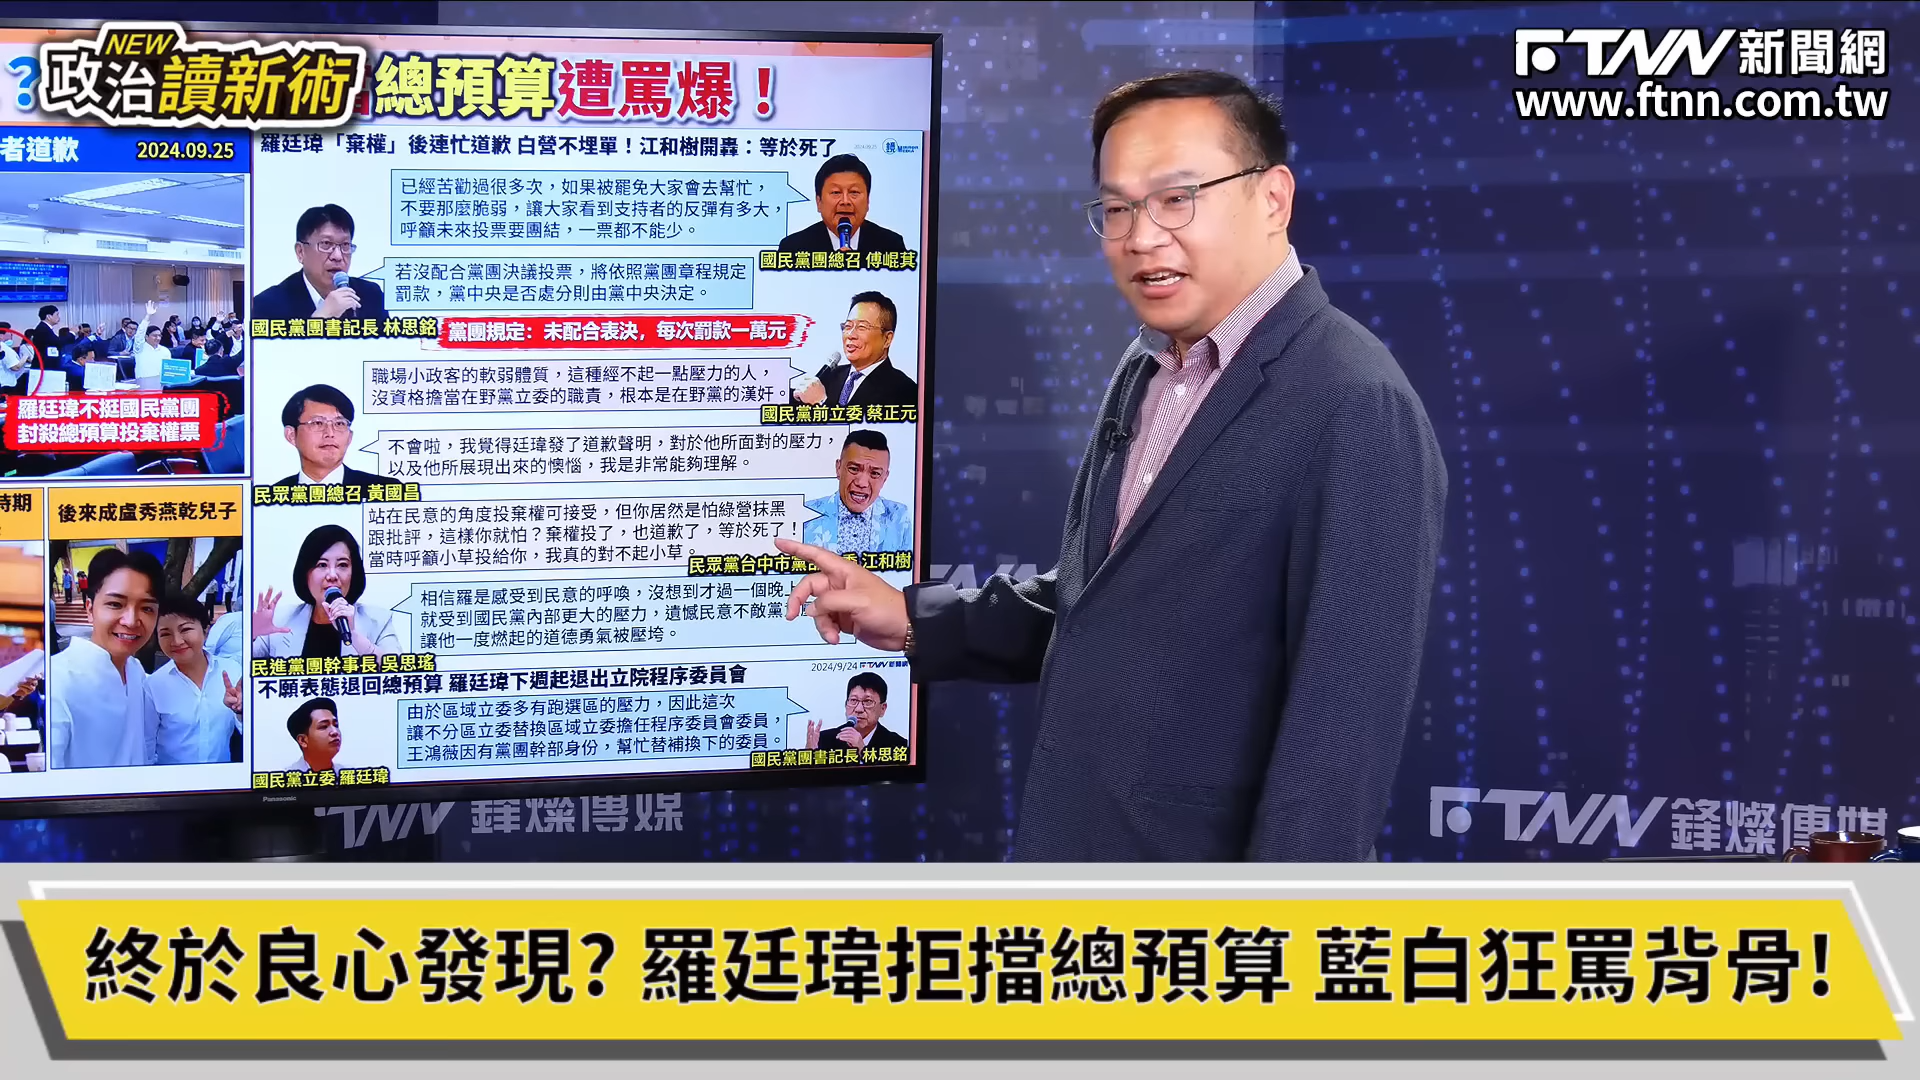 NEW
政治讀新術
?
擋總預算遭罵爆！
FTNN新聞網
www.ftnn.com.tw
者道歉
2024.09.25
羅廷瑋不挺國民黨團
封殺總預算投棄權票
時期
後來成盧秀燕乾兒子
羅廷瑋「棄權」後連忙道歉 白營不埋單！江和樹開轟：等於死了
已經苦勸過很多次，如果被罷免大家會去幫忙，
不要那麼脆弱，讓大家看到支持者的反彈有多大，
呼籲未來投票要團結，一票都不能少。
國民黨團總召 傅崐萁
若沒配合黨團決議投票，將依照黨團章程規定
罰款，黨中央是否處分則由黨中央決定。
國民黨團書記長 林思銘
黨團規定：未配合表決，每次罰款一萬元
職場小政客的軟弱體質，這種經不起一點壓力的人，
沒資格擔當在野黨立委的職責，根本是在野黨的漢奸。
國民黨前立委 蔡正元
不會啦，我覺得廷瑋發了道歉聲明，對於他所面對的壓力，
以及他所展現出來的懊惱，我是非常能夠理解。
民眾黨團總召 黃國昌
站在民意的角度投棄權可接受，但你居然是怕綠營抹黑
跟批評，這樣你就怕？棄權投了，也道歉了，等於死了！
當時呼籲小草投給你，我真的對不起小草。
民眾黨台中市黨部 委 江和樹
相信羅是感受到民意的呼喚，沒想到才過一個晚上
就受到國民黨內部更大的壓力，遺憾民意不敵黨
讓他一度燃起的道德勇氣被壓垮。
民進黨團幹事長 吳思瑤
2024/9/24 FTNN新聞網
不願表態退回總預算 羅廷瑋下週起退出立院程序委員會
由於區域立委多有跑選區的壓力，因此這次
讓不分區立委替換區域立委擔任程序委員會委員，
王鴻薇因有黨團幹部身份，幫忙替補換下的委員。
國民黨團書記長 林思銘
國民黨立委 羅廷瑋
Panasonic
FTNN 鋒燦傳媒
FTNN 鋒燦傳媒
終於良心發現? 羅廷瑋拒擋總預算 藍白狂罵背骨!